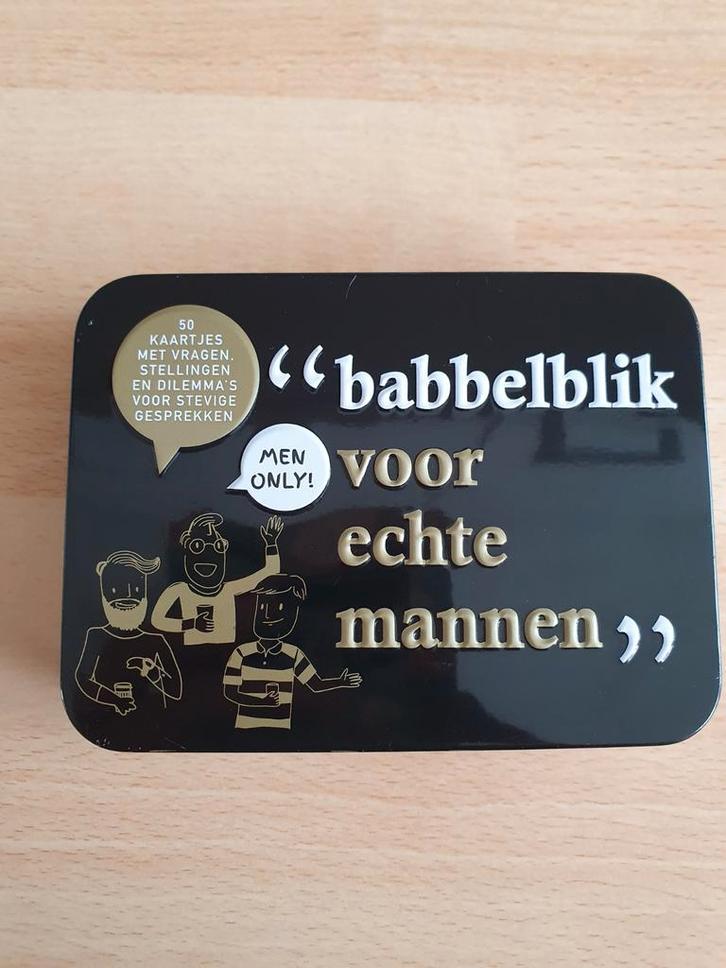 50
KAARTJES
MET VRAGEN,
STELLINGEN
EN DILEMMA'S
VOOR STEVIGE
GESPREKKEN
“babbelblik
MEN
ONLY!
voor
echte
mannen”